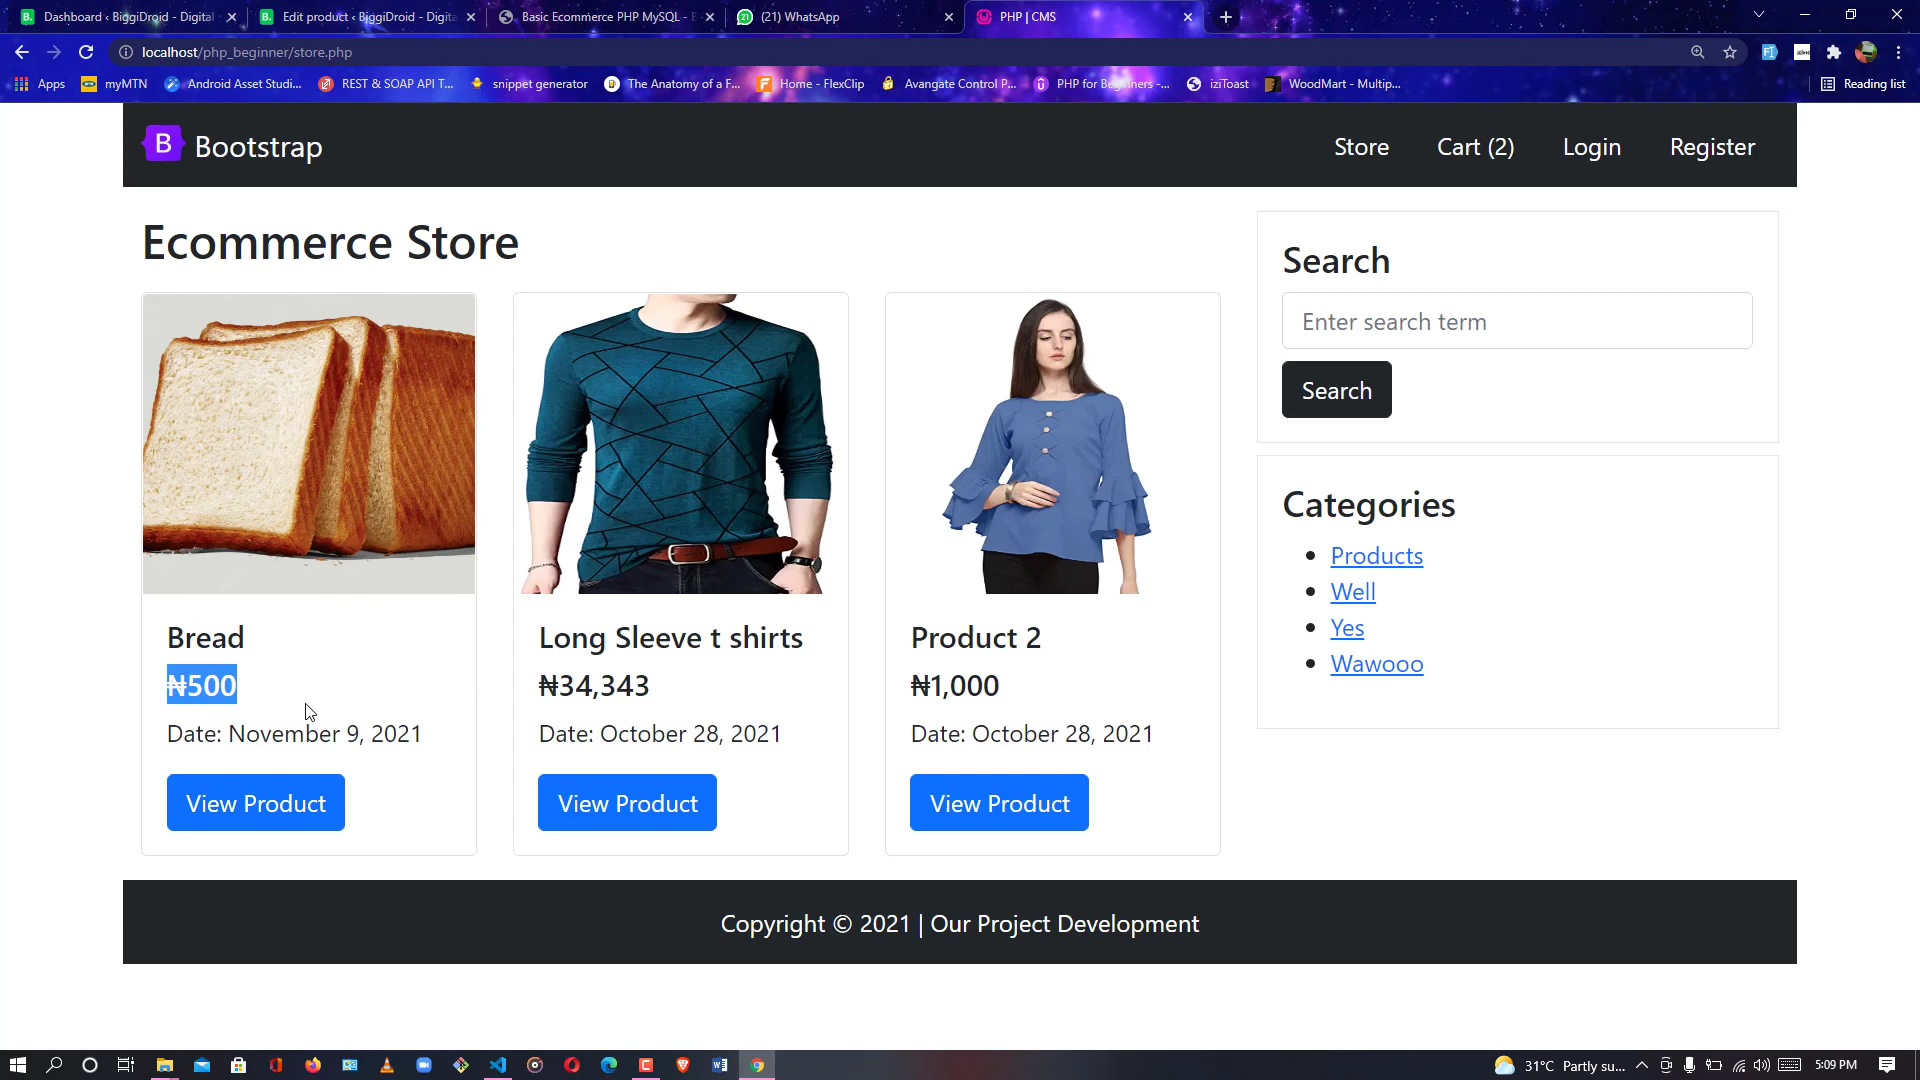 Dashboard ‹ BiggiDroid - Digital
Edit product ‹ BiggiDroid - Digita
Basic Ecommerce PHP MySQL - B
(21) WhatsApp
PHP | CMS
localhost/php_beginner/store.php
Apps
myMTN
Android Asset Studi...
REST & SOAP API T...
snippet generator
The Anatomy of a F...
Home - FlexClip
Avangate Control P...
PHP for Beginners -...
iziToast
WoodMart - Multip...
Reading list
B Bootstrap
Store
Cart (2)
Login
Register
Ecommerce Store
Bread
₦500
Date: November 9, 2021
View Product
Long Sleeve t shirts
₦34,343
Date: October 28, 2021
View Product
Product 2
₦1,000
Date: October 28, 2021
View Product
Search
Enter search term
Search
Categories
Products
Well
Yes
Wawooo
Copyright © 2021 | Our Project Development
31°C Partly su...
5:09 PM